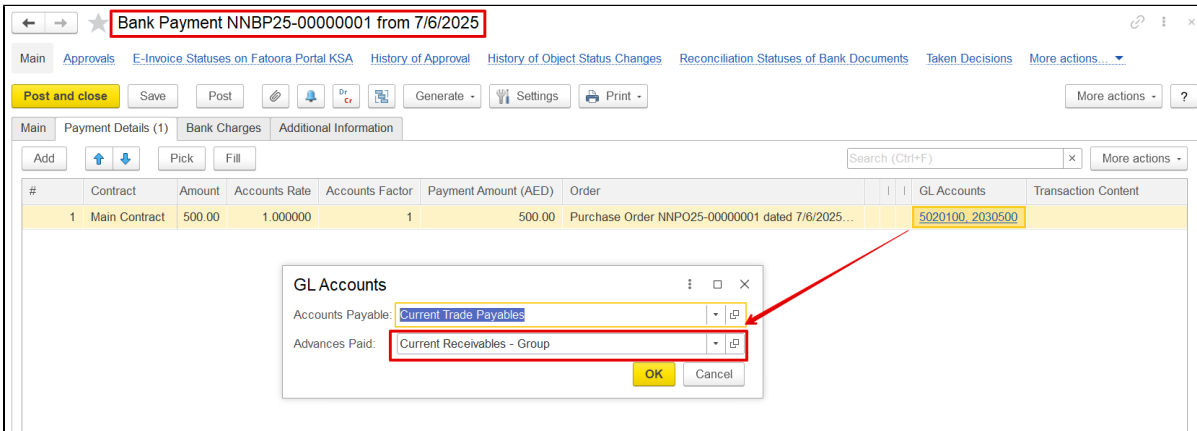 Bank Payment NNBP25-00000001 from 7/6/2025
Main Approvals E-Invoice Statuses on Fatoora Portal KSA History of Approval History of Object Status Changes Reconciliation Statuses of Bank Documents Taken Decisions More actions...
Post and close Save Post Dr Cr Generate Settings Print More actions ?
Main Payment Details (1) Bank Charges Additional Information
Add Pick Fill Search (Ctrl+F) × More actions
# Contract Amount Accounts Rate Accounts Factor Payment Amount (AED) Order GL Accounts Transaction Content
1 Main Contract 500.00 1.000000 1 500.00 Purchase Order NNPO25-00000001 dated 7/6/2025... 5020100, 2030500
GL Accounts
Accounts Payable: Current Trade Payables
Advances Paid: Current Receivables - Group
OK Cancel